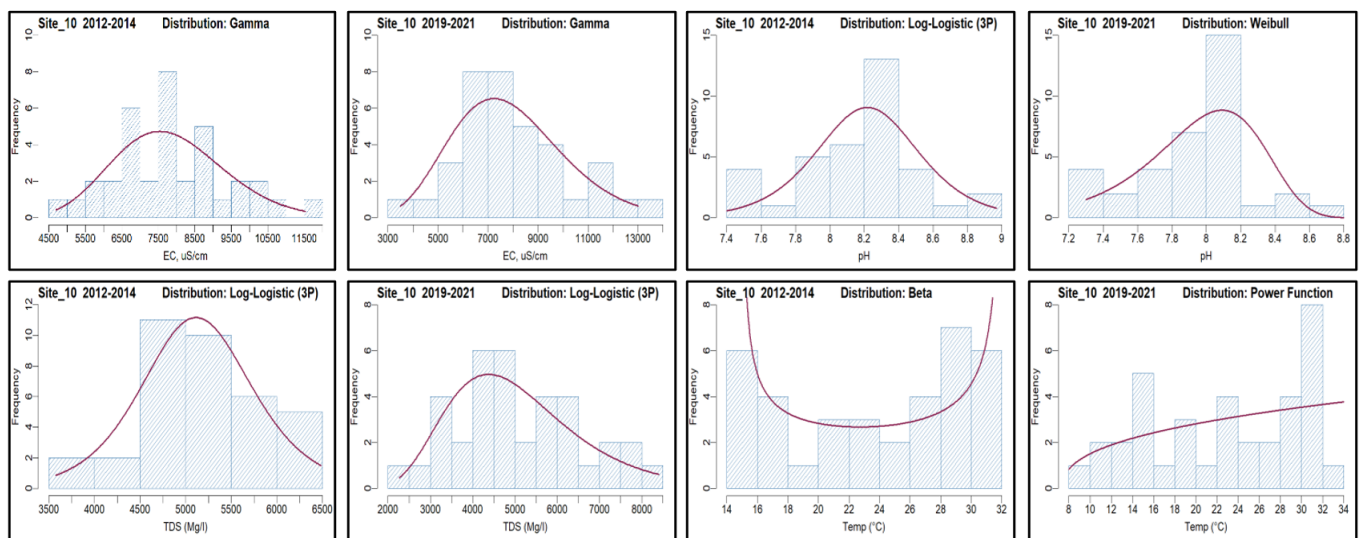 Site_10 2012-2014 Distribution: Gamma
Frequency
0 2 4 6 8 10
4500 5500 6500 7500 8500 9500 10500 11500
EC, uS/cm
Site_10 2019-2021 Distribution: Gamma
Frequency
0 2 4 6 8 10
3000 5000 7000 9000 11000 13000
EC, uS/cm
Site_10 2012-2014 Distribution: Log-Logistic (3P)
Frequency
0 5 10 15
7.4 7.6 7.8 8 8.2 8.4 8.6 8.8 9
pH
Site_10 2019-2021 Distribution: Weibull
Frequency
0 5 10 15
7.2 7.4 7.6 7.8 8 8.2 8.4 8.6 8.8
pH
Site_10 2012-2014 Distribution: Log-Logistic (3P)
Frequency
0 2 4 6 8 10 12
3500 4000 4500 5000 5500 6000 6500
TDS (Mg/l)
Site_10 2019-2021 Distribution: Log-Logistic (3P)
Frequency
0 2 4 6 8
2000 3000 4000 5000 6000 7000 8000
TDS (Mg/l)
Site_10 2012-2014 Distribution: Beta
Frequency
0 2 4 6 8
14 16 18 20 22 24 26 28 30 32
Temp (°C)
Site_10 2019-2021 Distribution: Power Function
Frequency
0 2 4 6 8
8 10 12 14 16 18 20 22 24 26 28 30 32 34
Temp (°C)